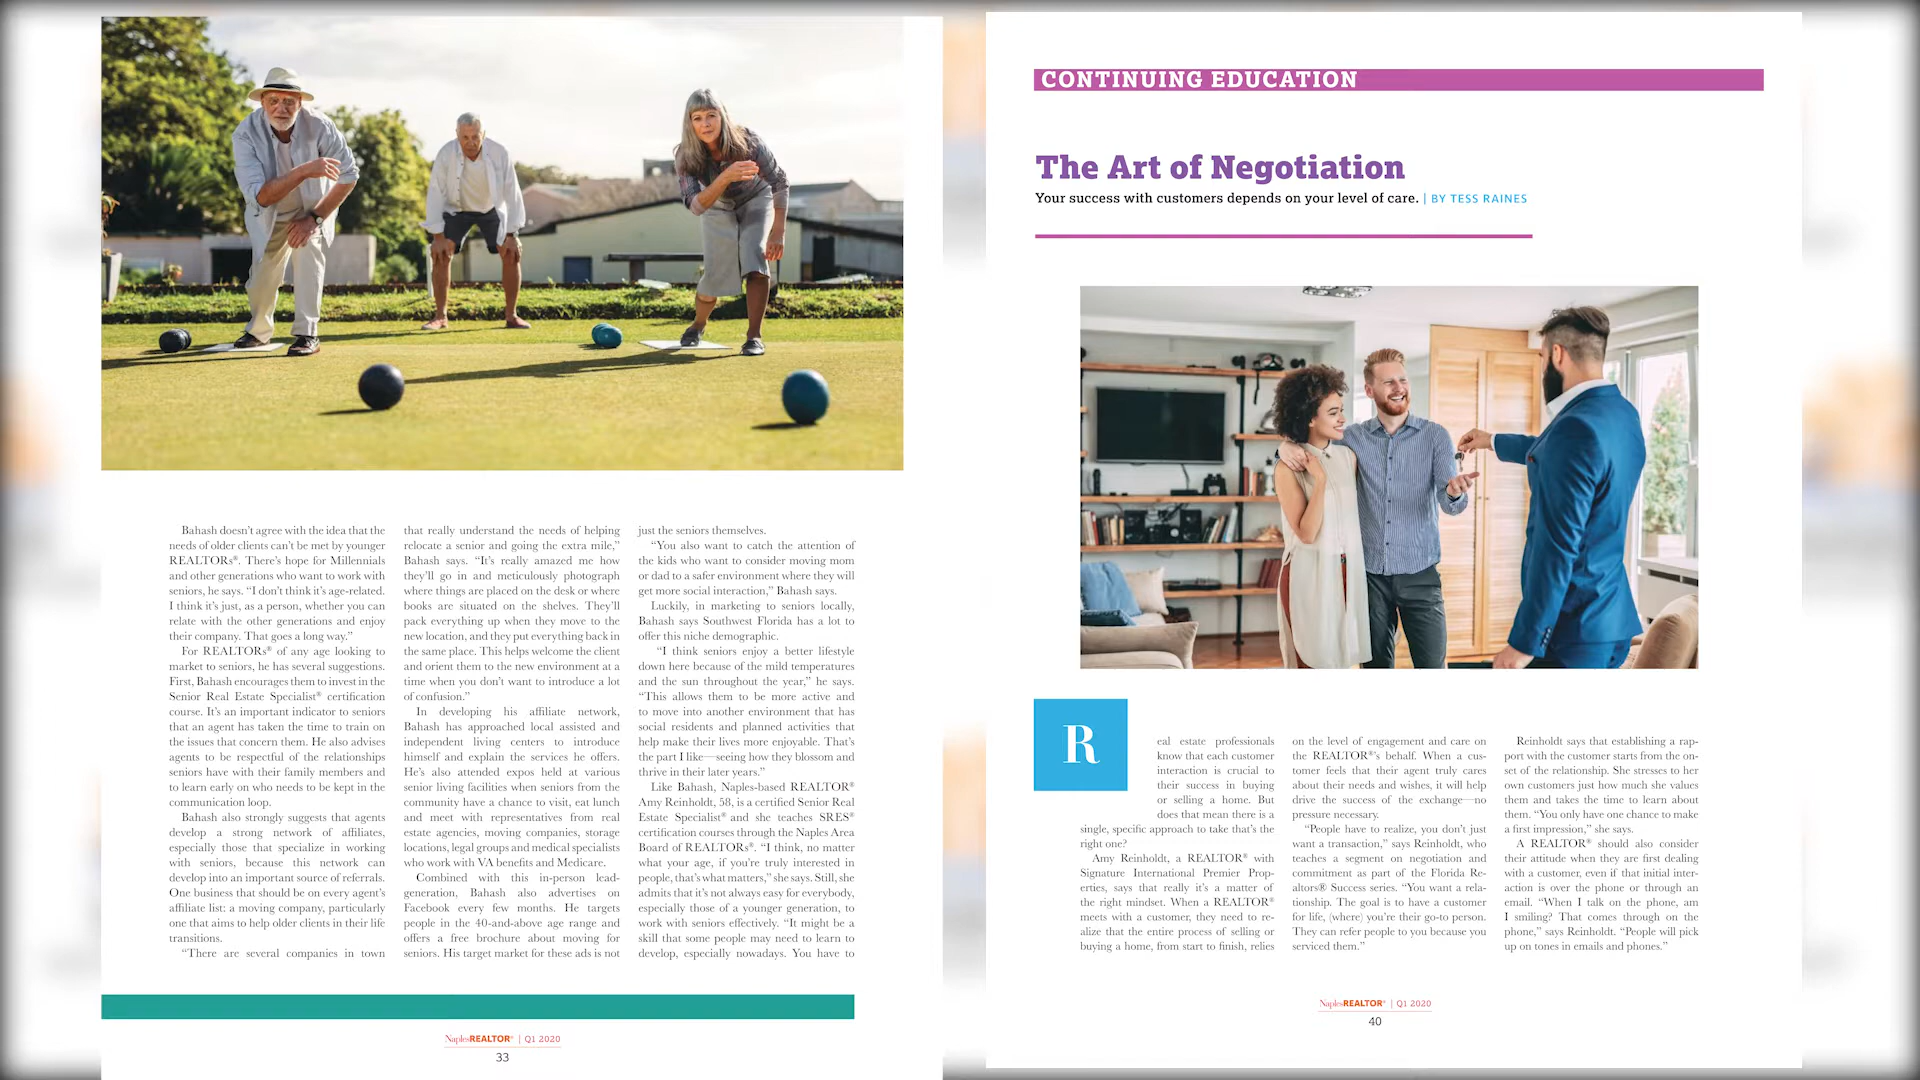 Bahash doesn't agree with the idea that the
needs of older clients can't be met by younger
REALTORs®. There's hope for Millennials
and other generations who want to work with
seniors, he says. "I don't think it's age-related.
I think it's just, as a person, whether you can
relate with the other generations and enjoy
their company. That goes a long way."
For REALTORs® of any age looking to
market to seniors, he has several suggestions.
First, Bahash encourages them to invest in the
Senior Real Estate Specialist® certification
course. It's an important indicator to seniors
that an agent has taken the time to train on
the issues that concern them. He also advises
agents to be respectful of the relationships
seniors have with their family members and
to learn early on who needs to be kept in the
communication loop.
Bahash also strongly suggests that agents
develop a strong network of affiliates,
especially those that specialize in working
with seniors, because this network can
develop into an important source of referrals.
One business that should be on every agent's
affiliate list: a moving company, particularly
one that aims to help older clients in their life
transitions.
"There are several companies in town
that really understand the needs of helping
relocate a senior and going the extra mile,"
Bahash says. "It's really amazed me how
they'll go in and meticulously photograph
where things are placed on the desk or where
books are situated on the shelves. They'll
pack everything up when they move to the
new location, and they put everything back in
the same place. This helps welcome the client
and orient them to the new environment at a
time when you don't want to introduce a lot
of confusion."
In developing his affiliate network,
Bahash has approached local assisted and
independent living centers to introduce
himself and explain the services he offers.
He's also attended expos held at various
senior living facilities when seniors from the
community have a chance to visit, eat lunch
and meet with representatives from real
estate agencies, moving companies, storage
locations, legal groups and medical specialists
who work with VA benefits and Medicare.
Combined with this in-person lead-
generation, Bahash also advertises on
Facebook every few months. He targets
people in the 40-and-above age range and
offers a free brochure about moving for
seniors. His target market for these ads is not
just the seniors themselves.
"You also want to catch the attention of
the kids who want to consider moving mom
or dad to a safer environment where they will
get more social interaction," Bahash says.
Luckily, in marketing to seniors locally,
Bahash says Southwest Florida has a lot to
offer this niche demographic.
"I think seniors enjoy a better lifestyle
down here because of the mild temperatures
and the sun throughout the year," he says.
"This allows them to be more active and
to move into another environment that has
social residents and planned activities that
help make their lives more enjoyable. That's
the part I like—seeing how they blossom and
thrive in their later years."
Like Bahash, Naples-based REALTOR®
Amy Reinholdt, 58, is a certified Senior Real
Estate Specialist® and she teaches SRES®
certification courses through the Naples Area
Board of REALTORs®. "I think, no matter
what your age, if you're truly interested in
people, that's what matters," she says. Still, she
admits that it's not always easy for everybody,
especially those of a younger generation, to
work with seniors effectively. "It might be a
skill that some people may need to learn to
develop, especially nowadays. You have to
NaplesREALTOR® | Q1 2020
33
CONTINUING EDUCATION
The Art of Negotiation
Your success with customers depends on your level of care. | BY TESS RAINES
R
eal estate professionals
know that each customer
interaction is crucial to
their success in buying
or selling a home. But
does that mean there is a
single, specific approach to take that's the
right one?
Amy Reinholdt, a REALTOR® with
Signature International Premier Prop-
erties, says that really it's a matter of
the right mindset. When a REALTOR®
meets with a customer, they need to re-
alize that the entire process of selling or
buying a home, from start to finish, relies
on the level of engagement and care on
the REALTOR®'s behalf. When a cus-
tomer feels that their agent truly cares
about their needs and wishes, it will help
drive the success of the exchange—no
pressure necessary.
"People have to realize, you don't just
want a transaction," says Reinholdt, who
teaches a segment on negotiation and
commitment as part of the Florida Re-
altors® Success series. "You want a rela-
tionship. The goal is to have a customer
for life, (where) you're their go-to person.
They can refer people to you because you
serviced them."
Reinholdt says that establishing a rap-
port with the customer starts from the on-
set of the relationship. She stresses to her
own customers just how much she values
them and takes the time to learn about
them. "You only have one chance to make
a first impression," she says.
A REALTOR® should also consider
their attitude when they are first dealing
with a customer, even if that initial inter-
action is over the phone or through an
email. "When I talk on the phone, am
I smiling? That comes through on the
phone," says Reinholdt. "People will pick
up on tones in emails and phones."
NaplesREALTOR® | Q1 2020
40